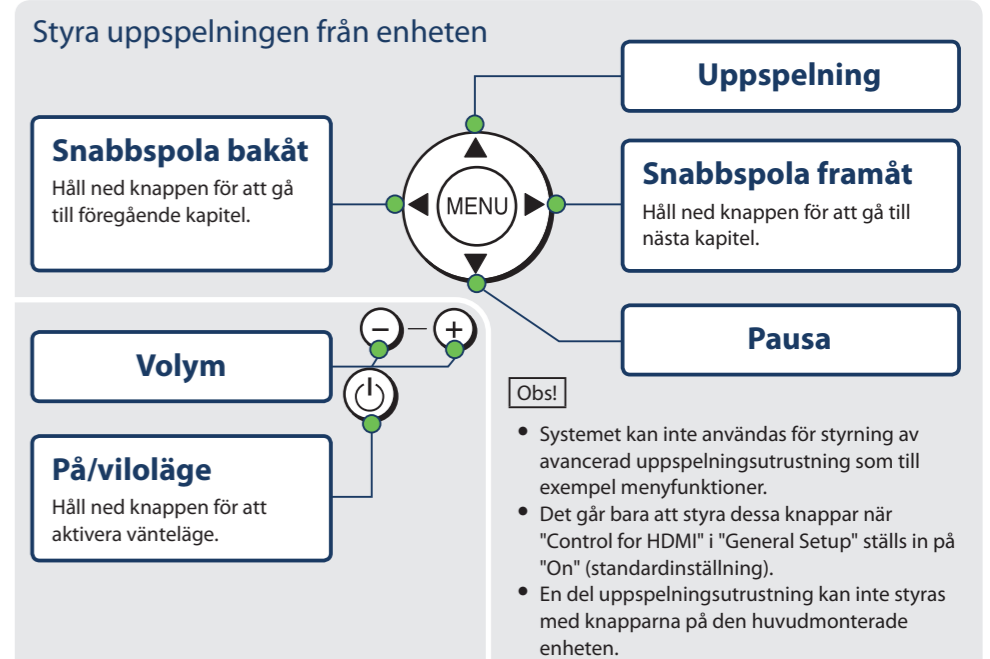 Styra uppspelningen från enheten
Uppspelning
Snabbspola bakåt
Håll ned knappen för att gå
till föregående kapitel.
MENU
Snabbspola framåt
Håll ned knappen för att gå till
nästa kapitel.
Pausa
Volym
− +
På/viloläge
Håll ned knappen för att
aktivera vänteläge.
Obs!
• Systemet kan inte användas för styrning av
avancerad uppspelningsutrustning som till
exempel menyfunktioner.
• Det går bara att styra dessa knappar när
"Control for HDMI" i "General Setup" ställs in på
"On" (standardinställning).
• En del uppspelningsutrustning kan inte styras
med knapparna på den huvudmonterade
enheten.